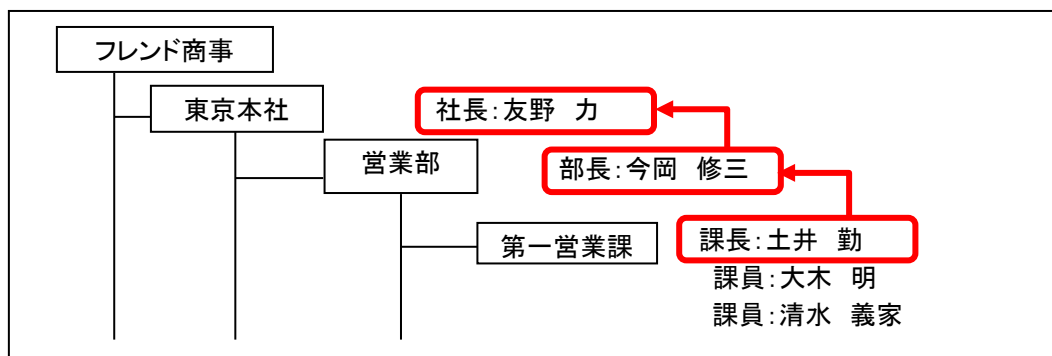 フレンド商事
東京本社
社長:友野 力
営業部
部長:今岡 修三
第一営業課
課長:土井 勤
課員:大木 明
課員:清水 義家